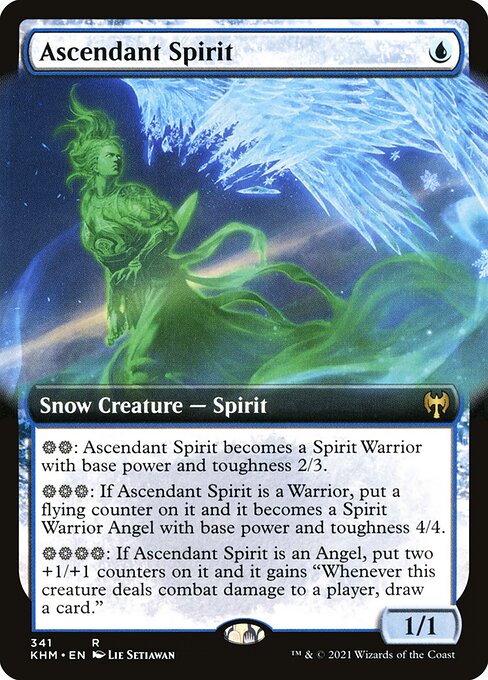 Ascendant Spirit
Snow Creature — Spirit
: Ascendant Spirit becomes a Spirit Warrior
with base power and toughness 2/3.
: If Ascendant Spirit is a Warrior, put a
flying counter on it and it becomes a Spirit
Warrior Angel with base power and toughness 4/4.
: If Ascendant Spirit is an Angel, put two
+1/+1 counters on it and it gains “Whenever this
creature deals combat damage to a player, draw
a card.”
1/1
341 R
KHM • EN Lie Setiawan
™ & © 2021 Wizards of the Coast